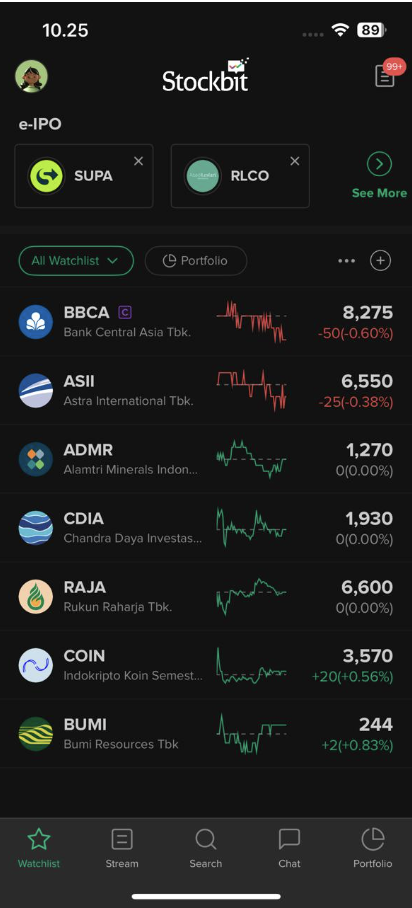 10.25
89
Stockbit
99+
e-IPO
SUPA
RLCO
See More
All Watchlist
Portfolio
BBCA C
8,275
Bank Central Asia Tbk.
-50(-0.60%)
ASII
6,550
Astra International Tbk.
-25(-0.38%)
ADMR
1,270
Alamtri Minerals Indon...
0(0.00%)
CDIA
1,930
Chandra Daya Investas...
0(0.00%)
RAJA
6,600
Rukun Raharja Tbk.
0(0.00%)
COIN
3,570
Indokripto Koin Semest...
+20(+0.56%)
BUMI
244
Bumi Resources Tbk
+2(+0.83%)
Watchlist
Stream
Search
Chat
Portfolio